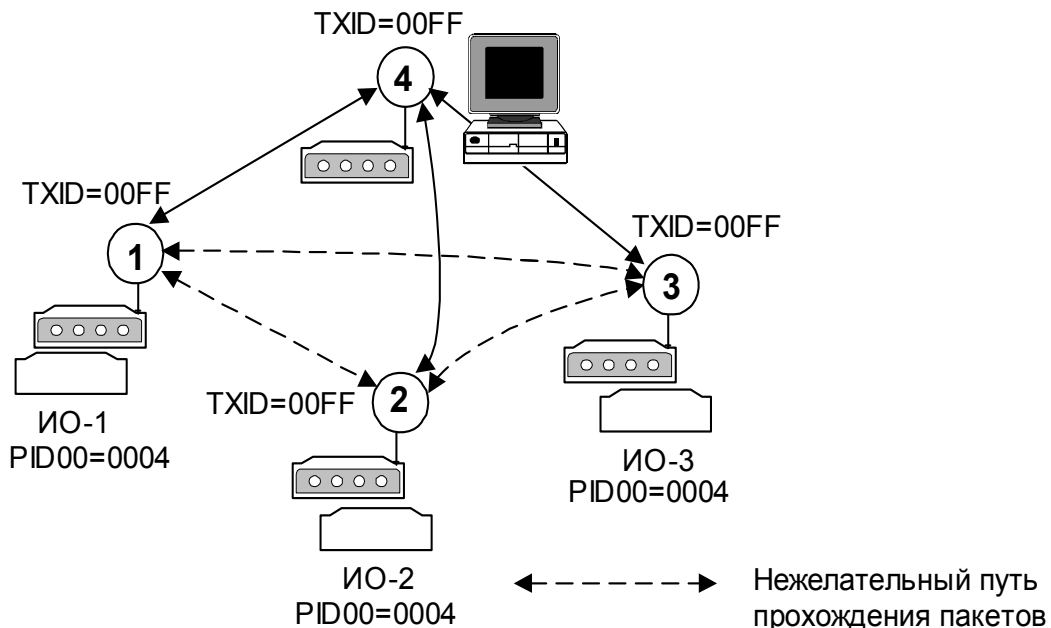 TXID=00FF
4
TXID=00FF
1
TXID=00FF
3
TXID=00FF
2
ИО-1
PID00=0004
ИО-3
PID00=0004
ИО-2
PID00=0004
Нежелательный путь
прохождения пакетов